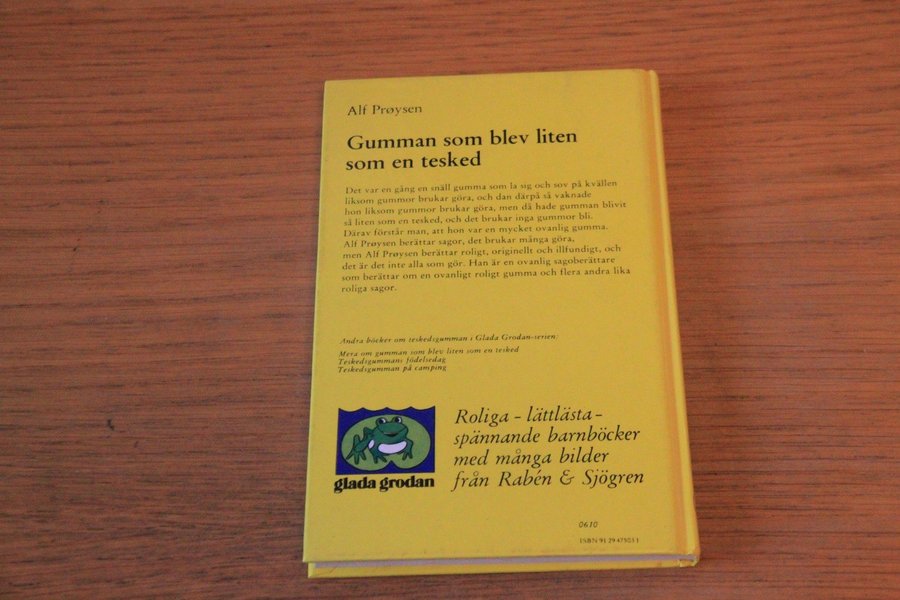 Alf Prøysen
Gumman som blev liten
som en tesked
Det var en gång en snäll gumma som la sig och sov på kvällen
liksom gummor brukar göra, och dan därpå så vaknade
hon liksom gummor brukar göra, men då hade gumman blivit
så liten som en tesked, och det brukar inga gummor bli.
Därav förstår man, att hon var en mycket ovanlig gumma.
Alf Prøysen berättar sagor, det brukar många göra,
men Alf Prøysen berättar roligt, originellt och illfundigt, och
det är det inte alla som gör. Han är en ovanlig sagoberättare
som berättar om en ovanligt roligt gumma och flera andra lika
roliga sagor.
Andra böcker om teskedsgumman i Glada Grodan-serien:
Mera om gumman som blev liten som en tesked
Teskedsgummans födelsedag
Teskedsgumman på camping
glada grodan
Roliga - lättlästa -
spännande barnböcker
med många bilder
från Rabén & Sjögren
0610
ISBN 91 29 47503 1